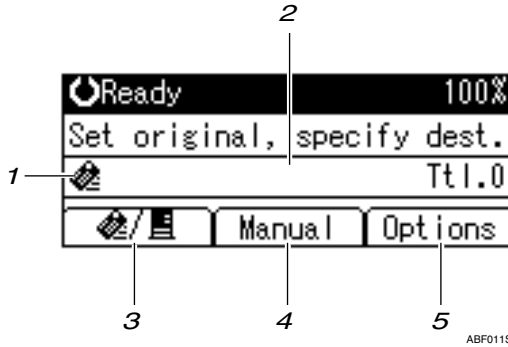 2
Ready 100%
Set original, specify dest.
1 Ttl.0
/ Manual Options
3 4 5
ABF011S